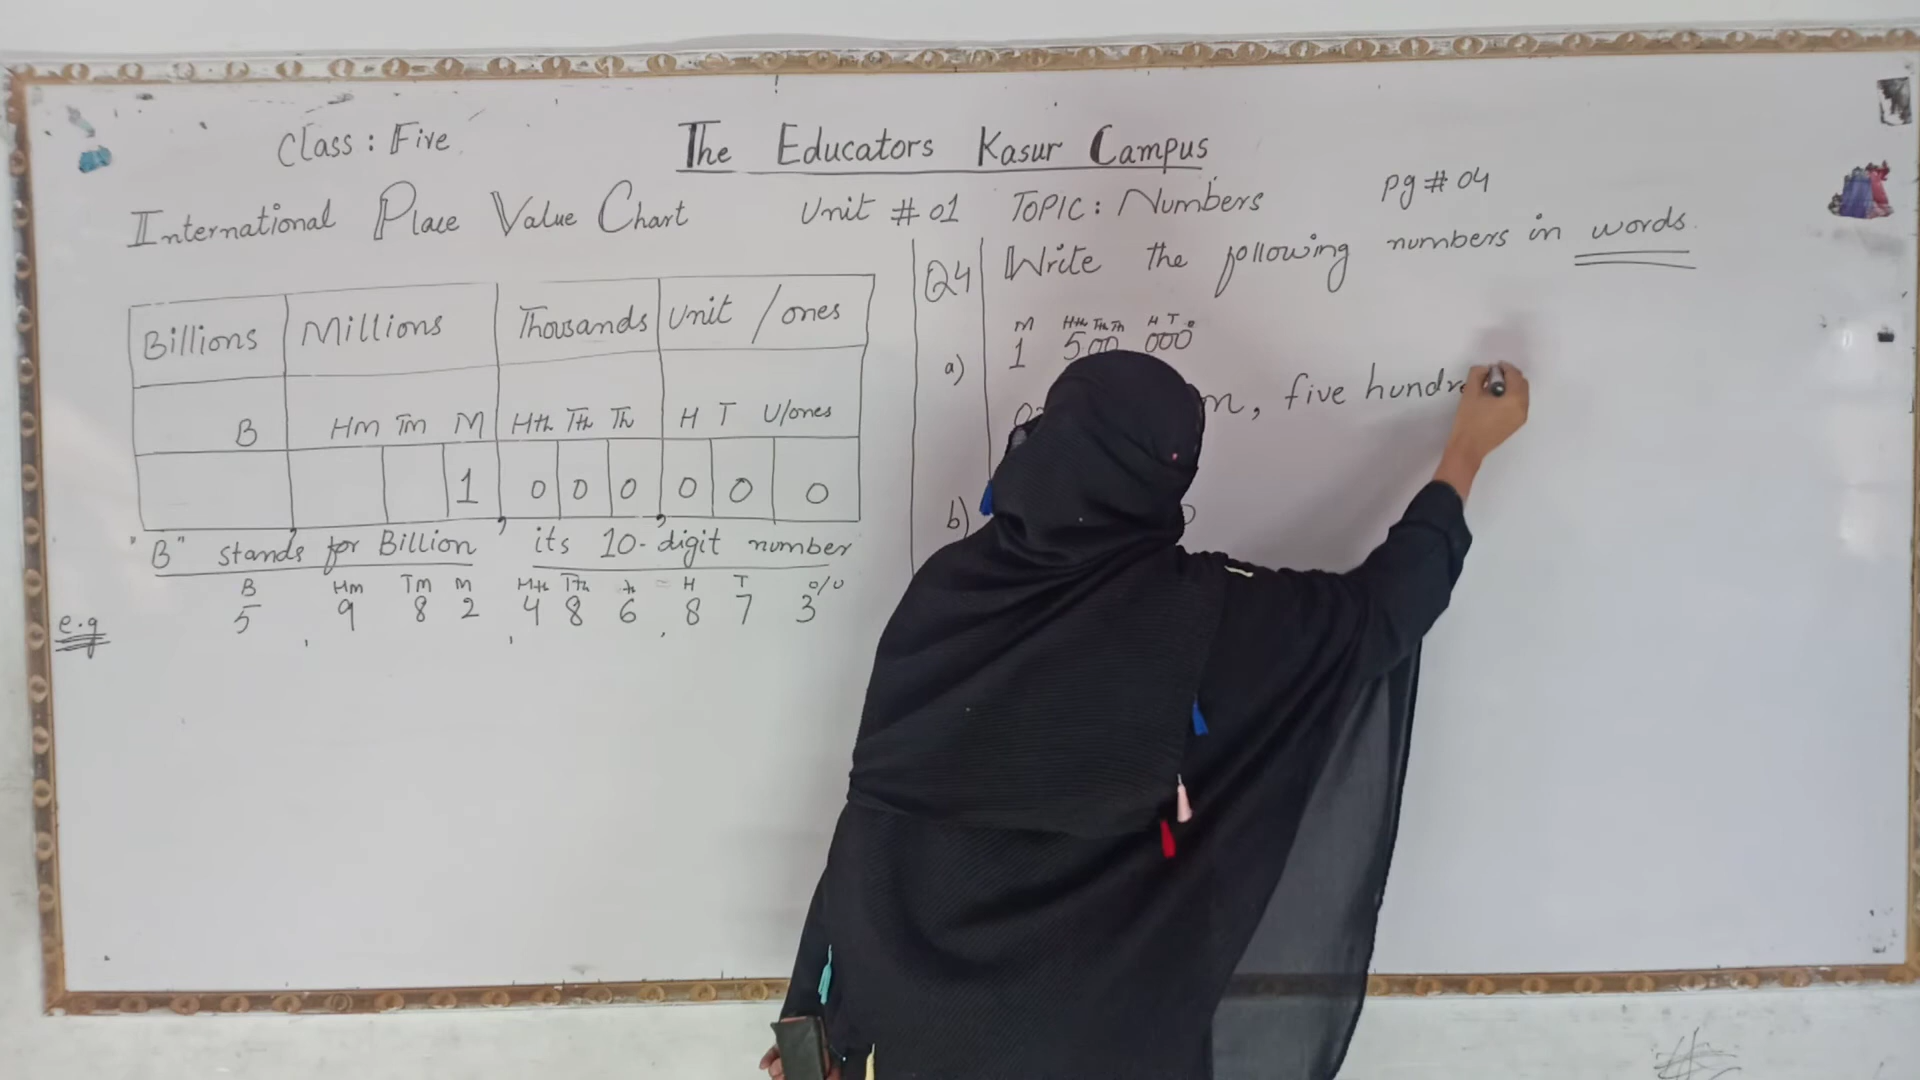 Class: Five
The Educators Kasur Campus
International Place Value Chart
Unit # 01 TOPIC: Numbers
pg # 04
Billions Millions Thousands Unit / ones
B Hm Tm M Hth Tth Th H T U/ones
1 0 0 0 0 0 0
"B" stands for Billion, its 10-digit number
B Hm Tm M Hth Tth th H T o/U
e.g 5, 9 8 2, 4 8 6, 8 7 3
Q4 Write the following numbers in words.
M Hth Tth Th H T o
a) 1 500 000
, five hundre
b)